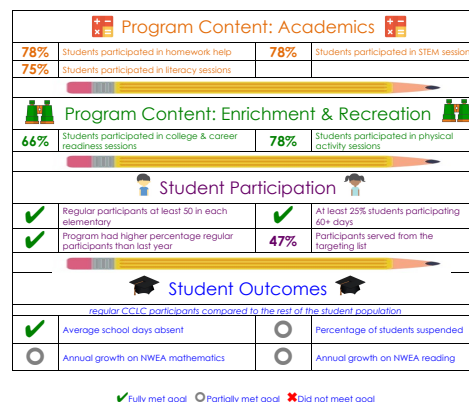 Program Content: Academics
78% Students participated in homework help 78% Students participated in STEM session
75% Students participated in literacy sessions
Program Content: Enrichment & Recreation
66% Students participated in college & career readiness sessions 78% Students participated in physical activity sessions
Student Participation
Regular participants at least 50 in each elementary At least 25% students participating 60+ days
Program had higher percentage regular participants than last year 47% Participants served from the targeting list
Student Outcomes
regular CCLC participants compared to the rest of the student population
Average school days absent Percentage of students suspended
Annual growth on NWEA mathematics Annual growth on NWEA reading
Fully met goal Partially met goal Did not meet goal